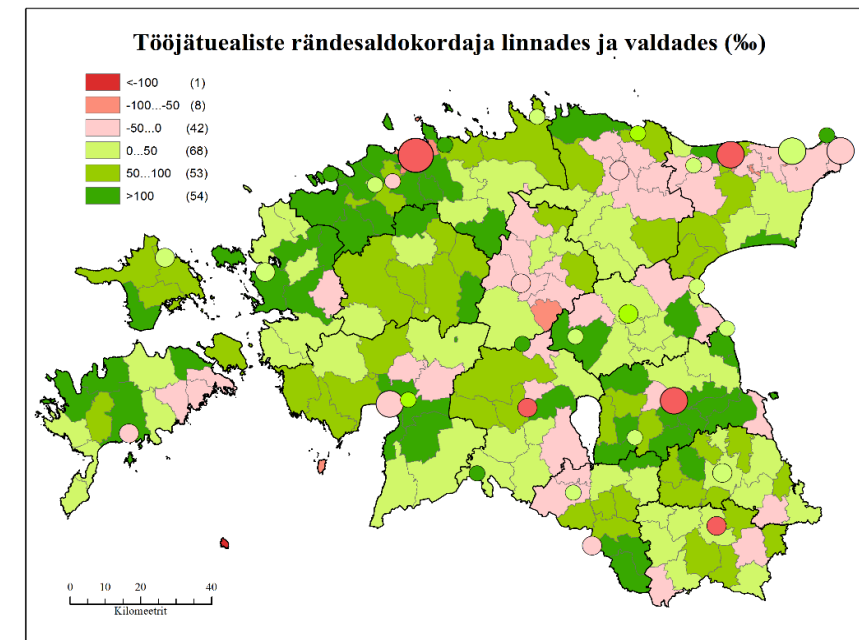 Tööjätuealiste rändesaldokordaja linnades ja valdades (‰)
<-100 (1)
-100...-50 (8)
-50...0 (42)
0...50 (68)
50...100 (53)
>100 (54)
0 10 20 40
Kilomeetrit